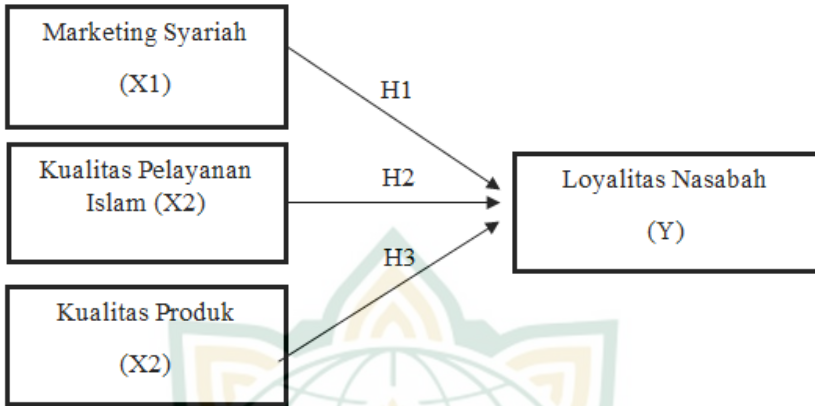 Marketing Syariah
(X1)
H1
Kualitas Pelayanan
Islam (X2)
H2
Loyalitas Nasabah
(Y)
H3
Kualitas Produk
(X2)